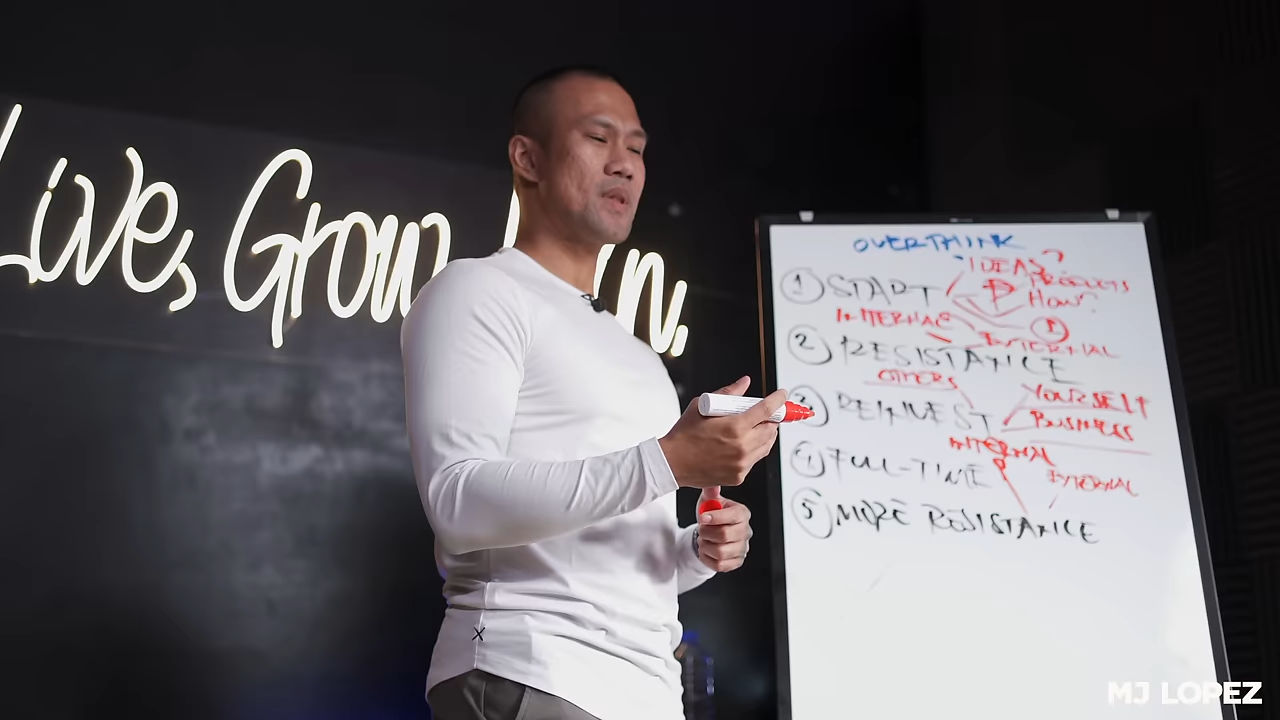 Live, Grow
OVERTHINK
IDEAS?
PRODUCTS
HOW?
1 START
INTERNAL
EXTERNAL
2 RESISTANCE
OTHERS
YOURSELF
3 REINVEST
BUSINESS
INTERNAL
4 FULL-TIME
EXTERNAL
5 MORE RESISTANCE
MJ LOPEZ